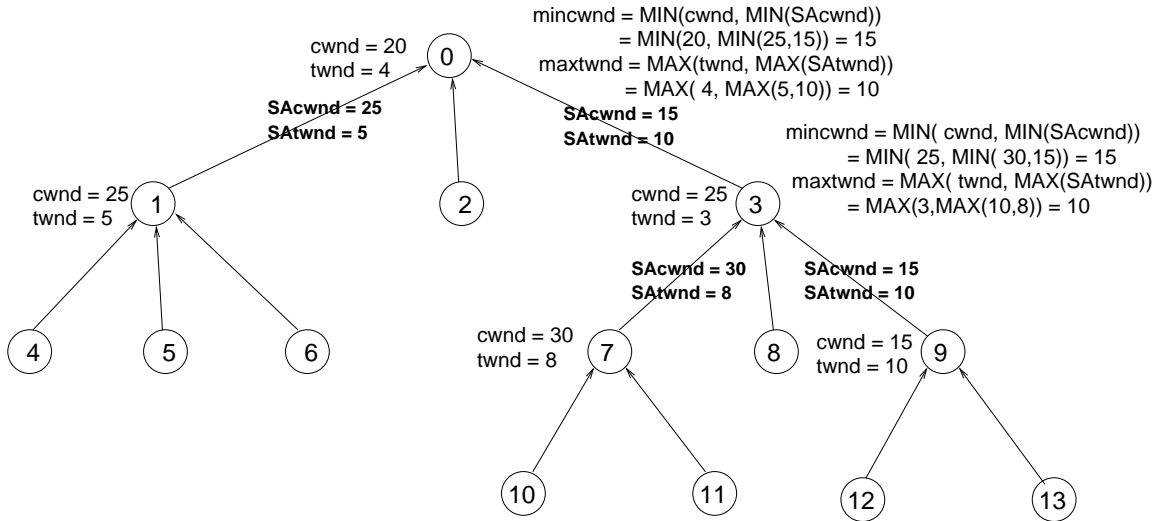 mincwnd = MIN(cwnd, MIN(SAcwnd))
= MIN(20, MIN(25,15)) = 15
maxtwnd = MAX(twnd, MAX(SAtwnd))
= MAX( 4, MAX(5,10)) = 10
cwnd = 20
twnd = 4
0
SAcwnd = 25
SAtwnd = 5
SAcwnd = 15
SAtwnd = 10
mincwnd = MIN( cwnd, MIN(SAcwnd))
= MIN( 25, MIN( 30,15)) = 15
maxtwnd = MAX( twnd, MAX(SAtwnd))
= MAX(3,MAX(10,8)) = 10
cwnd = 25
twnd = 5
1
2
cwnd = 25
twnd = 3
3
SAcwnd = 30
SAtwnd = 8
SAcwnd = 15
SAtwnd = 10
4
5
6
cwnd = 30
twnd = 8
7
8
cwnd = 15
twnd = 10
9
10
11
12
13